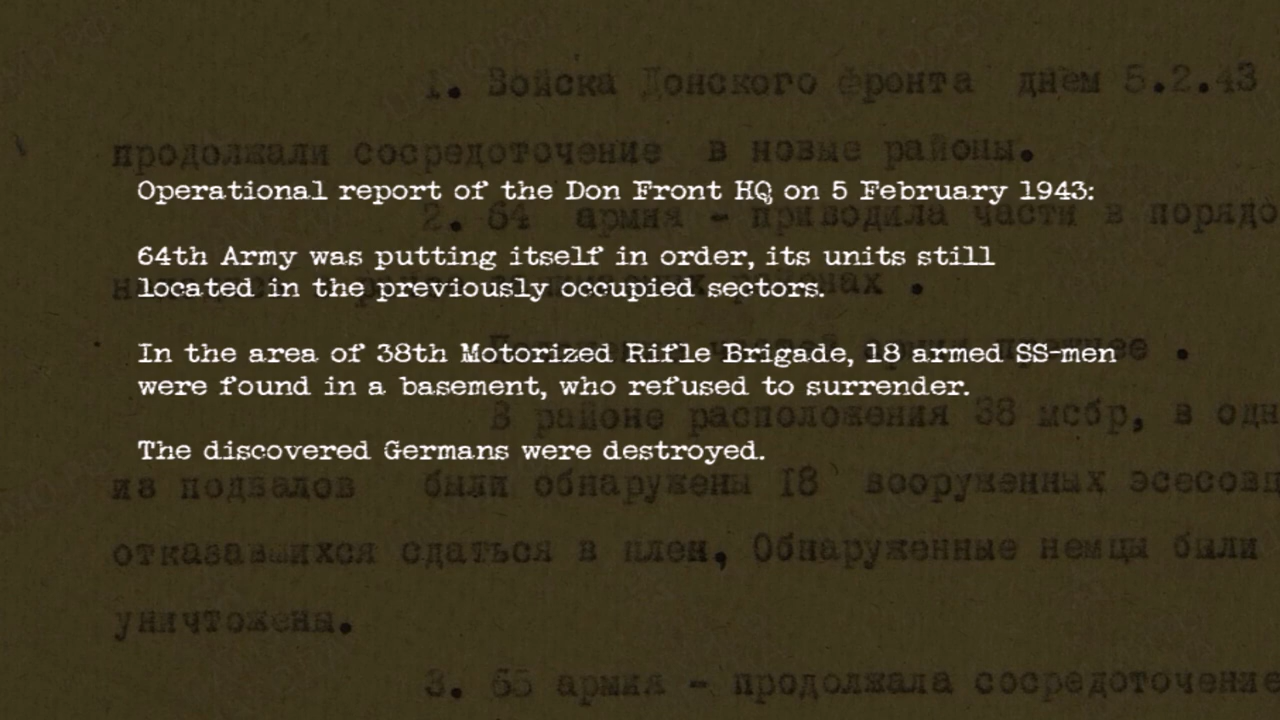 1. Войска Донского фронта днем 5.2.43
продолжали сосредоточение в новые районы.
Operational report of the Don Front HQ on 5 February 1943:
2. 64 армия - приводила части в
64th Army was putting itself in order, its units still
located in the previously occupied sectors.
In the area of 38th Motorized Rifle Brigade, 18 armed SS-men
were found in a basement, who refused to surrender.
В районе расположения 38 мсбр, в
The discovered Germans were destroyed.
из подвалов были обнаружены 18 вооруженных
отказавшихся сдаться в плен, Обнаруженные немцы были
уничтожены.
3. 65 армия - продолжала сосредоточение